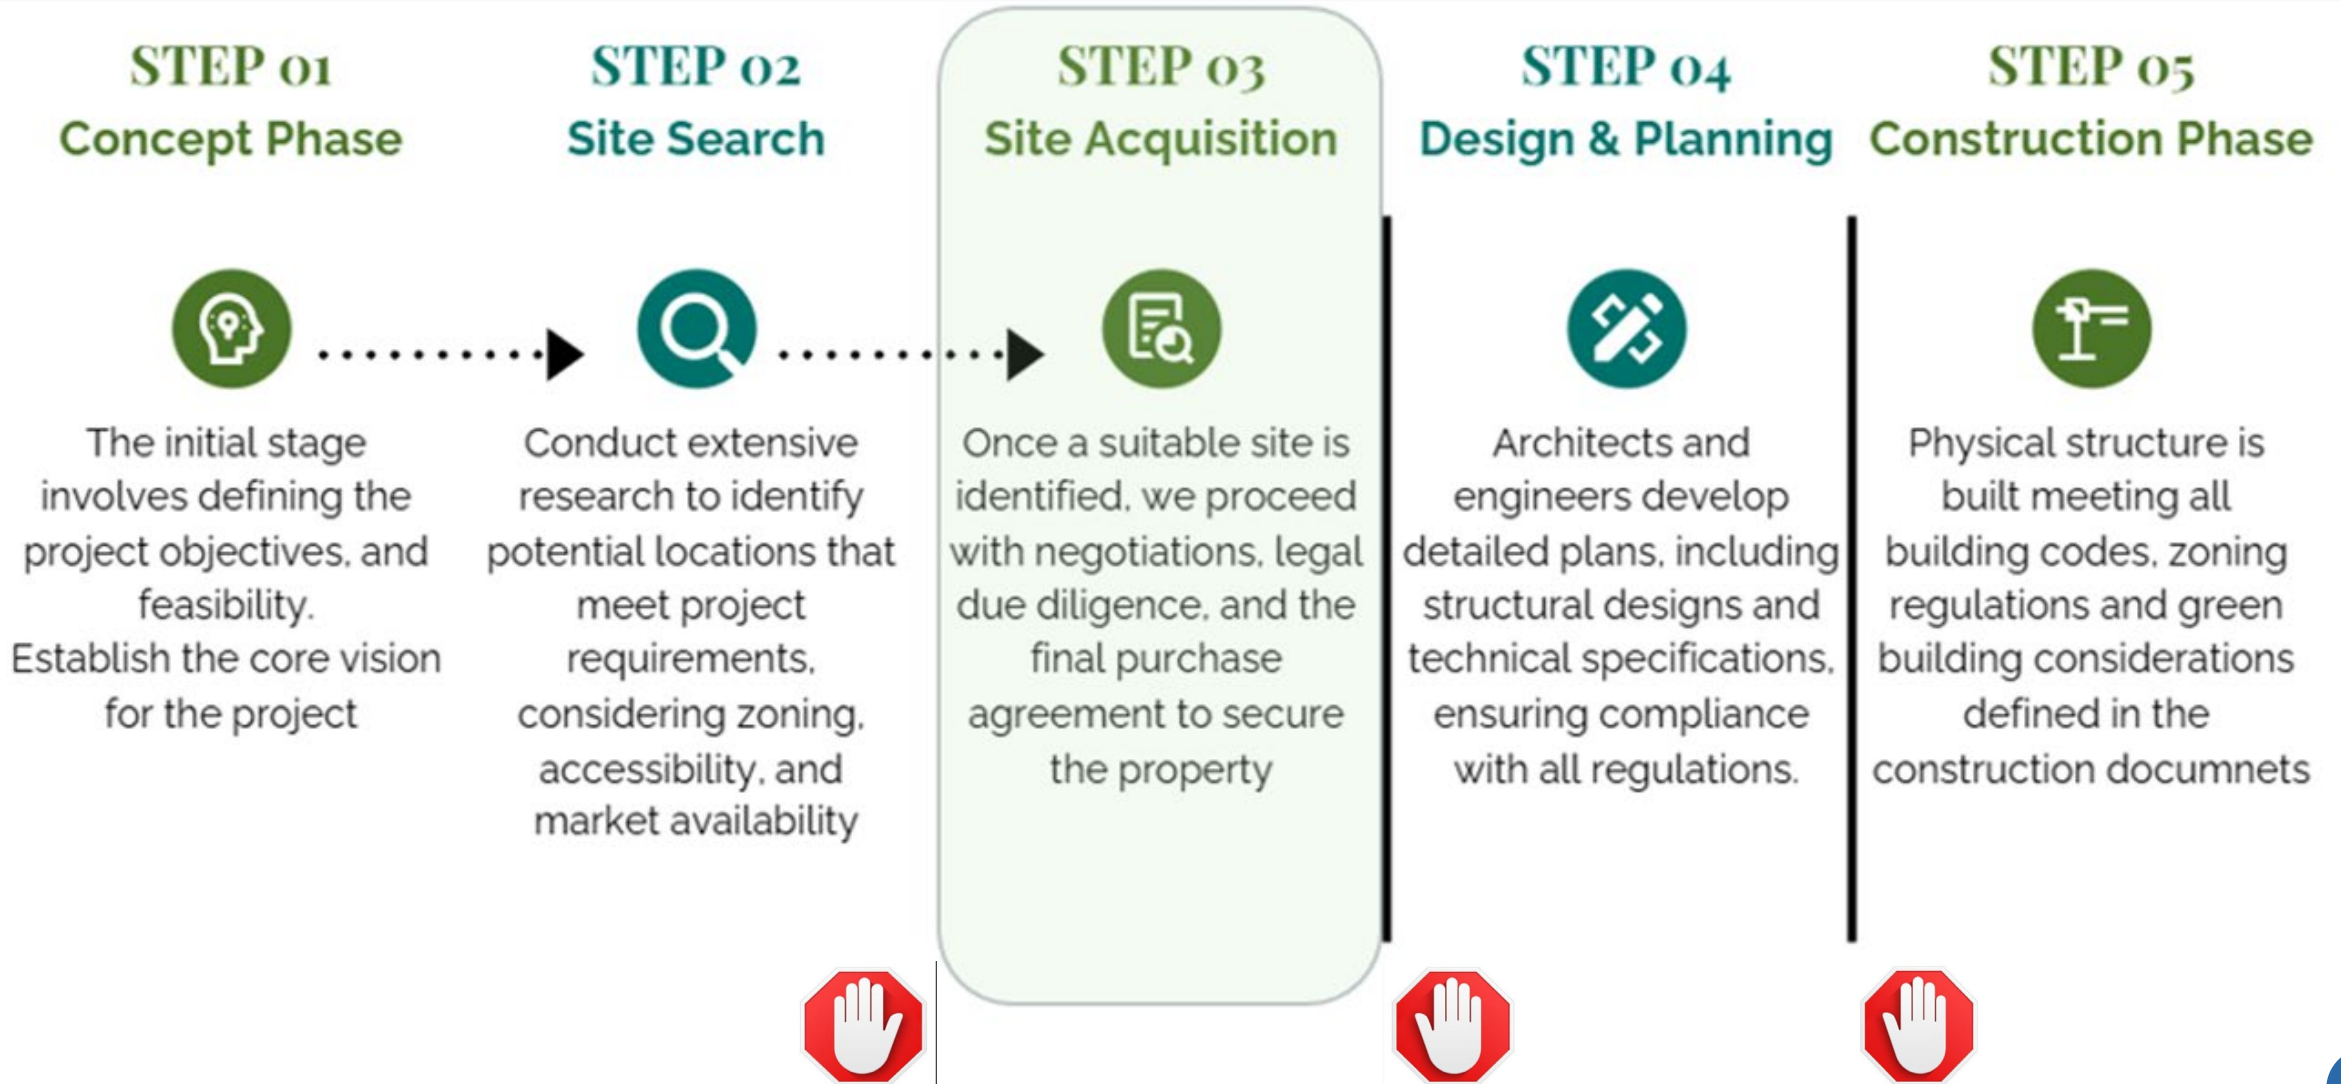 STEP 01
Concept Phase
The initial stage
involves defining the
project objectives, and
feasibility.
Establish the core vision
for the project
STEP 02
Site Search
Conduct extensive
research to identify
potential locations that
meet project
requirements,
considering zoning,
accessibility, and
market availability
STEP 03
Site Acquisition
Once a suitable site is
identified, we proceed
with negotiations, legal
due diligence, and the
final purchase
agreement to secure
the property
STEP 04
Design & Planning
Architects and
engineers develop
detailed plans, including
structural designs and
technical specifications,
ensuring compliance
with all regulations.
STEP 05
Construction Phase
Physical structure is
built meeting all
building codes, zoning
regulations and green
building considerations
defined in the
construction documnets